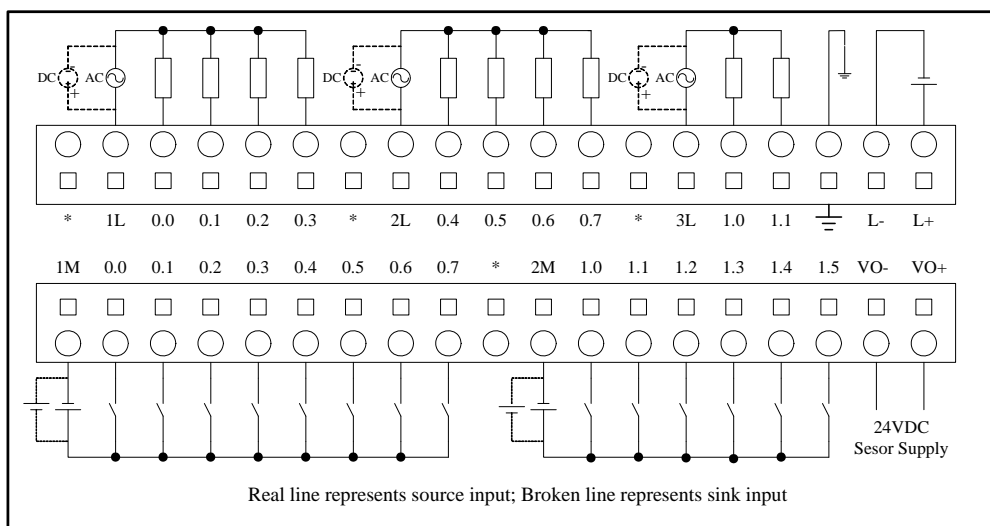 DC - + AC DC - + AC DC - + AC
* 1L 0.0 0.1 0.2 0.3 * 2L 0.4 0.5 0.6 0.7 * 3L 1.0 1.1 L- L+
1M 0.0 0.1 0.2 0.3 0.4 0.5 0.6 0.7 * 2M 1.0 1.1 1.2 1.3 1.4 1.5 VO- VO+
24VDC
Sesor Supply
Real line represents source input; Broken line represents sink input